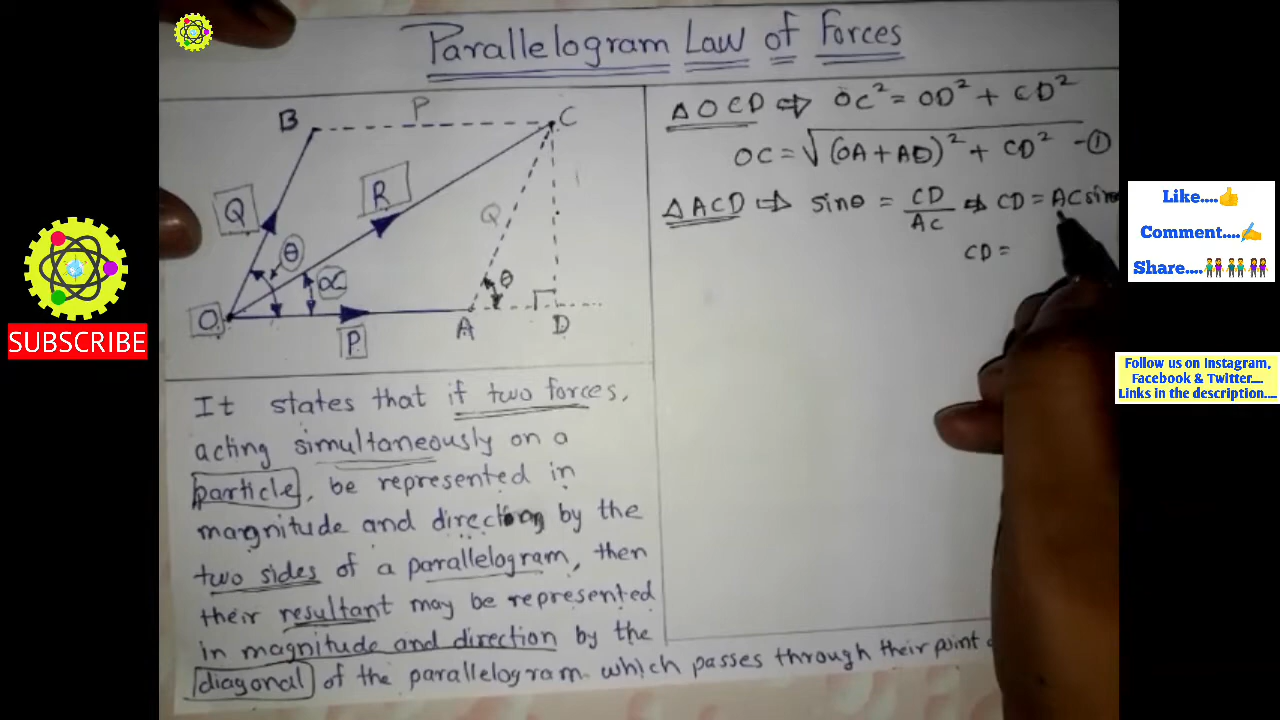 Parallelogram Law of Forces
B
P
C
Q
R
Q
θ
α
θ
O
P
A
D
It states that if two forces,
acting simultaneously on a
particle, be represented in
magnitude and direction by the
two sides of a parallelogram, then
their resultant may be represented
in magnitude and direction by the
diagonal of the parallelogram which passes through their point
△OCD ⇒ OC² = OD² + CD²
OC = √(OA+AD)² + CD² -①
△ACD ⇒ sinθ = CD/AC ⇒ CD = AC sinθ
CD =
SUBSCRIBE
Like....👍
Comment....✍
Share....👫👭👬
Follow us on Instagram,
Facebook & Twitter....
Links in the description....